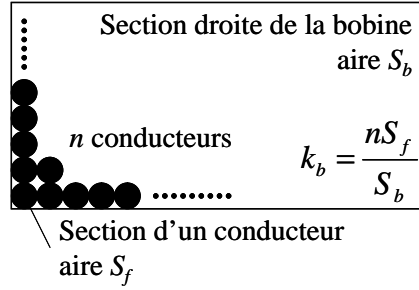 Section droite de la bobine
aire S_b
n conducteurs
k_b = nS_f / S_b
Section d'un conducteur
aire S_f